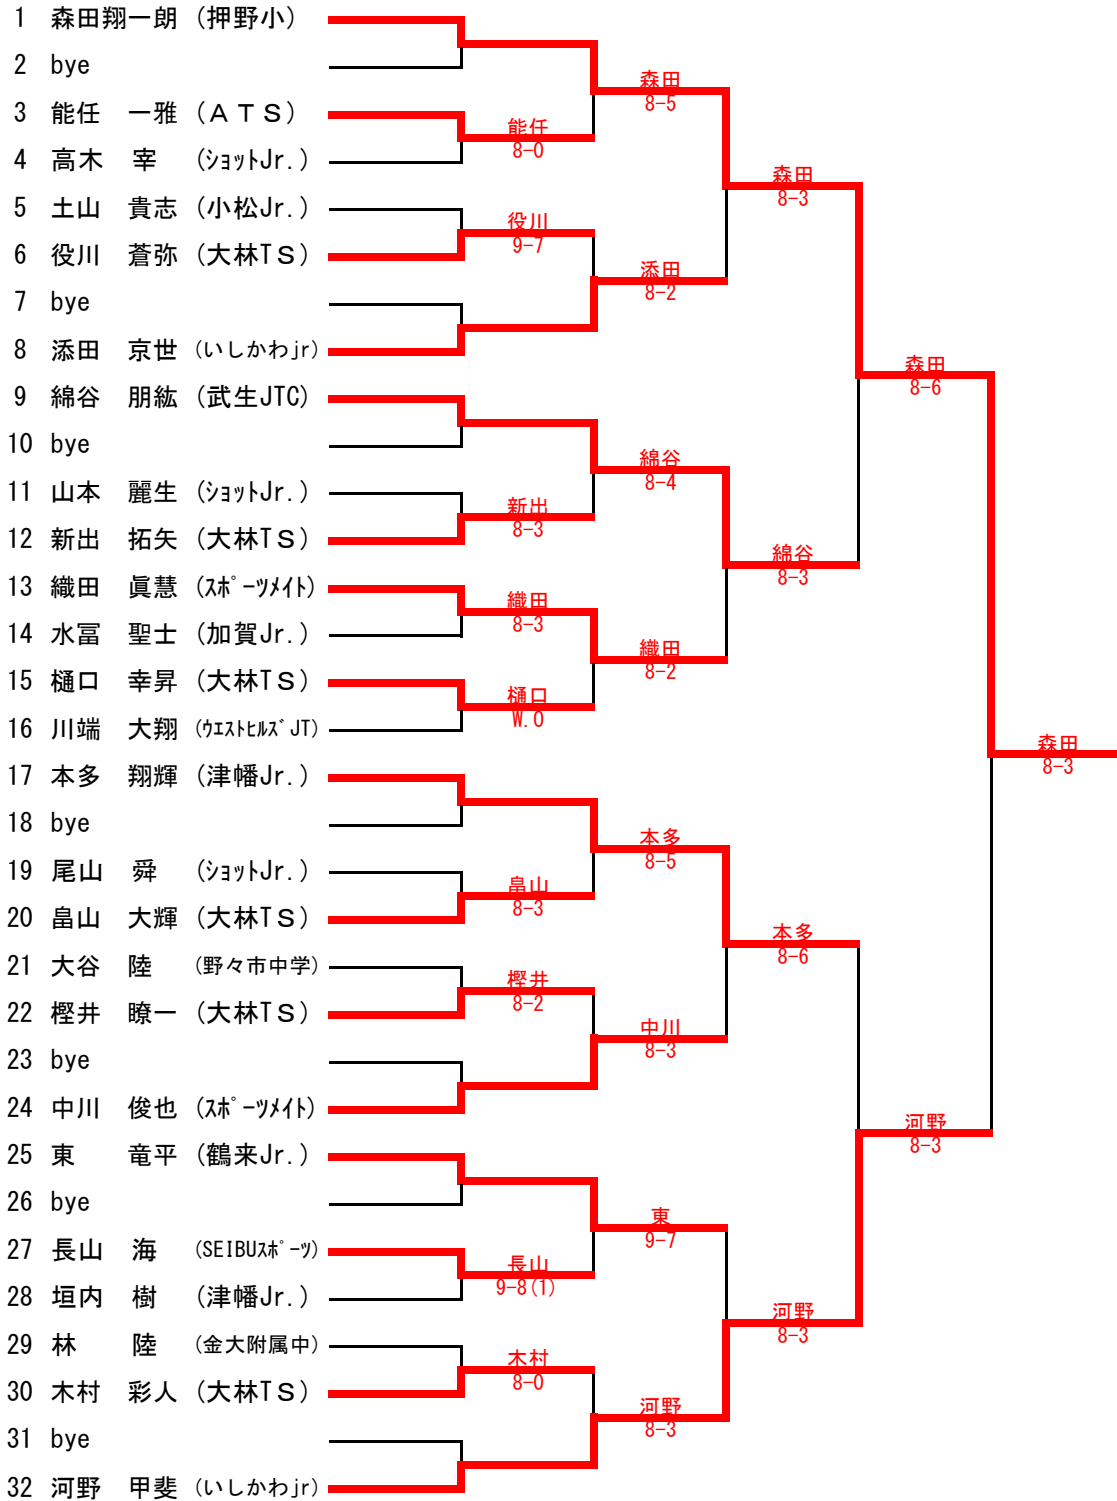 1 森田翔一朗 (押野小)
2 bye
3 能任 一雅 (ＡＴＳ)
4 高木 宰 (ｼｮｯﾄJr.)
5 土山 貴志 (小松Jr.)
6 役川 蒼弥 (大林TS)
7 bye
8 添田 京世 (いしかわjr)
9 綿谷 朋紘 (武生JTC)
10 bye
11 山本 麗生 (ｼｮｯﾄJr.)
12 新出 拓矢 (大林TS)
13 織田 眞慧 (ｽﾎﾟｰﾂﾒｲﾄ)
14 水冨 聖士 (加賀Jr.)
15 樋口 幸昇 (大林TS)
16 川端 大翔 (ｳｴｽﾄﾋﾙｽﾞJT)
17 本多 翔輝 (津幡Jr.)
18 bye
19 尾山 舜 (ｼｮｯﾄJr.)
20 畠山 大輝 (大林TS)
21 大谷 陸 (野々市中学)
22 樫井 瞭一 (大林TS)
23 bye
24 中川 俊也 (ｽﾎﾟｰﾂﾒｲﾄ)
25 東 竜平 (鶴来Jr.)
26 bye
27 長山 海 (SEIBUｽﾎﾟｰﾂ)
28 垣内 樹 (津幡Jr.)
29 林 陸 (金大附属中)
30 木村 彩人 (大林TS)
31 bye
32 河野 甲斐 (いしかわjr)
能任
8-0
役川
9-7
新出
8-3
織田
8-3
樋口
W.O
畠山
8-3
樫井
8-2
長山
9-8(1)
木村
8-0
森田
8-5
添田
8-2
綿谷
8-4
織田
8-2
本多
8-5
中川
8-3
東
9-7
河野
8-3
森田
8-3
綿谷
8-3
本多
8-6
河野
8-3
森田
8-6
河野
8-3
森田
8-3